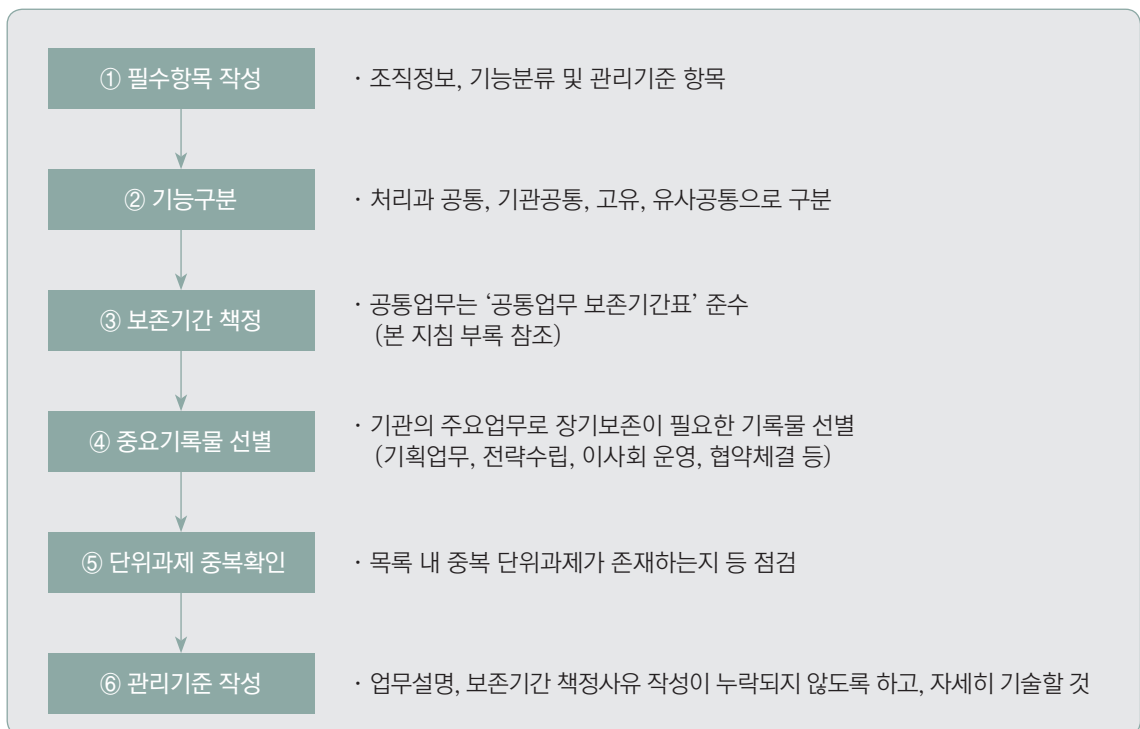 ① 필수항목 작성
· 조직정보, 기능분류 및 관리기준 항목
② 기능구분
· 처리과 공통, 기관공통, 고유, 유사공통으로 구분
③ 보존기간 책정
· 공통업무는 ‘공통업무 보존기간표’ 준수
(본 지침 부록 참조)
④ 중요기록물 선별
· 기관의 주요업무로 장기보존이 필요한 기록물 선별
(기획업무, 전략수립, 이사회 운영, 협약체결 등)
⑤ 단위과제 중복확인
· 목록 내 중복 단위과제가 존재하는지 등 점검
⑥ 관리기준 작성
· 업무설명, 보존기간 책정사유 작성이 누락되지 않도록 하고, 자세히 기술할 것